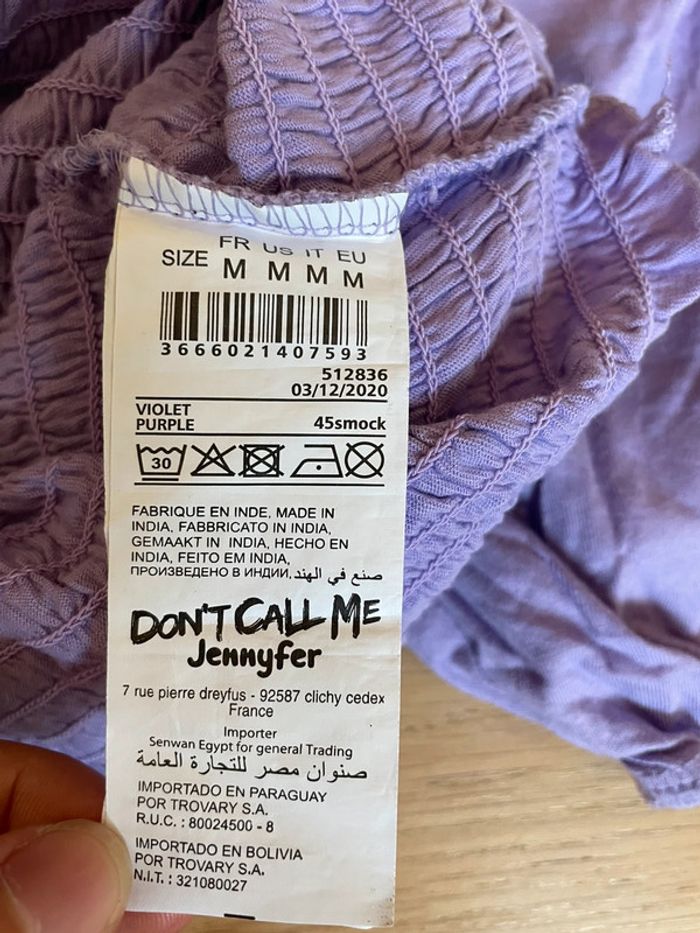 FR US IT EU
SIZE M M M M
3666021407593
512836
03/12/2020
VIOLET
PURPLE 45smock
30
FABRIQUE EN INDE, MADE IN
INDIA, FABBRICATO IN INDIA,
GEMAAKT IN INDIA, HECHO EN
INDIA, FEITO EM INDIA,
ПРОИЗВЕДЕНО В ИНДИИ, صنع في الهند
DON'T CALL ME
Jennyfer
7 rue pierre dreyfus - 92587 clichy cedex
France
Importer
Senwan Egypt for general Trading
صنوان مصر للتجارة العامة
IMPORTADO EN PARAGUAY
POR TROVARY S.A.
R.U.C. : 80024500 - 8
IMPORTADO EN BOLIVIA
POR TROVARY S.A.
N.I.T. : 321080027